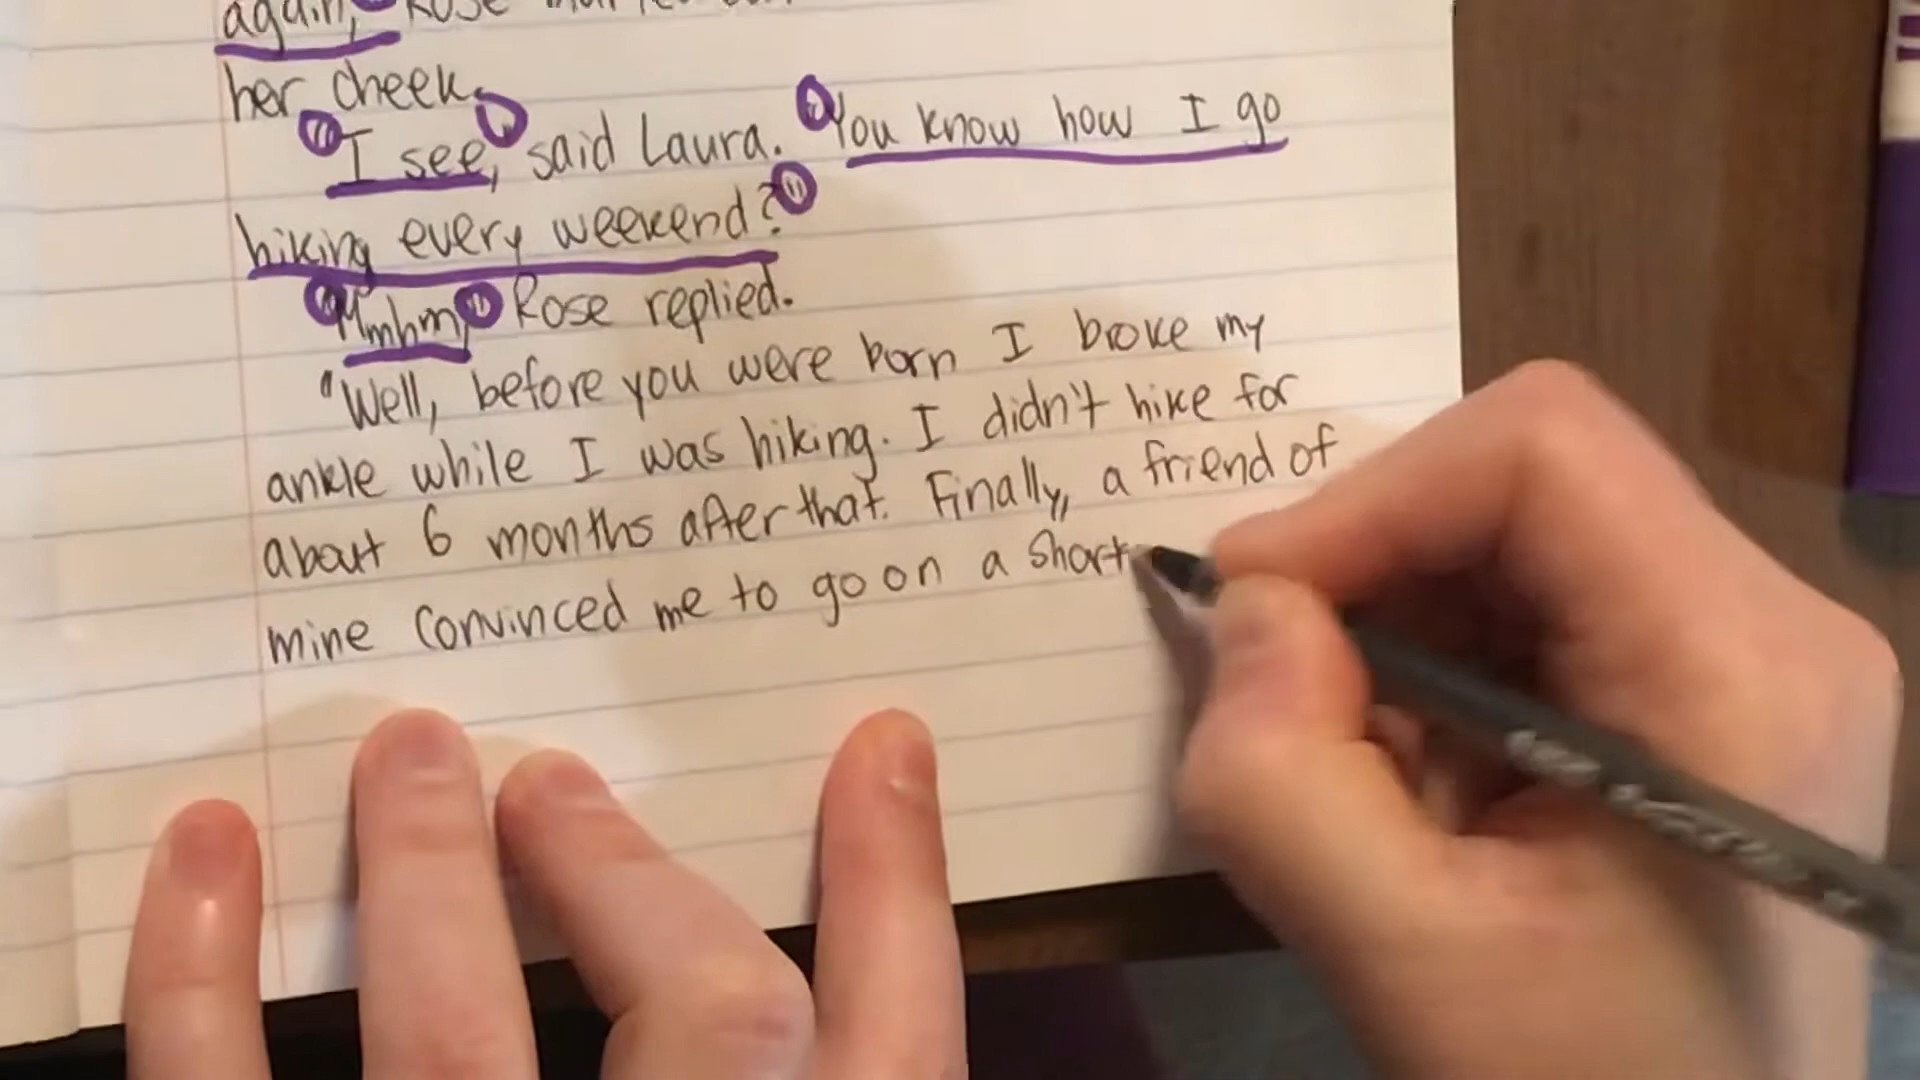 again," Rose
her cheek.
"I see," said Laura. "You know how I go
hiking every weekend?"
"Mmhm," Rose replied.
"Well, before you were born I broke my
ankle while I was hiking. I didn't hike for
about 6 months after that. Finally, a friend of
mine convinced me to go on a short